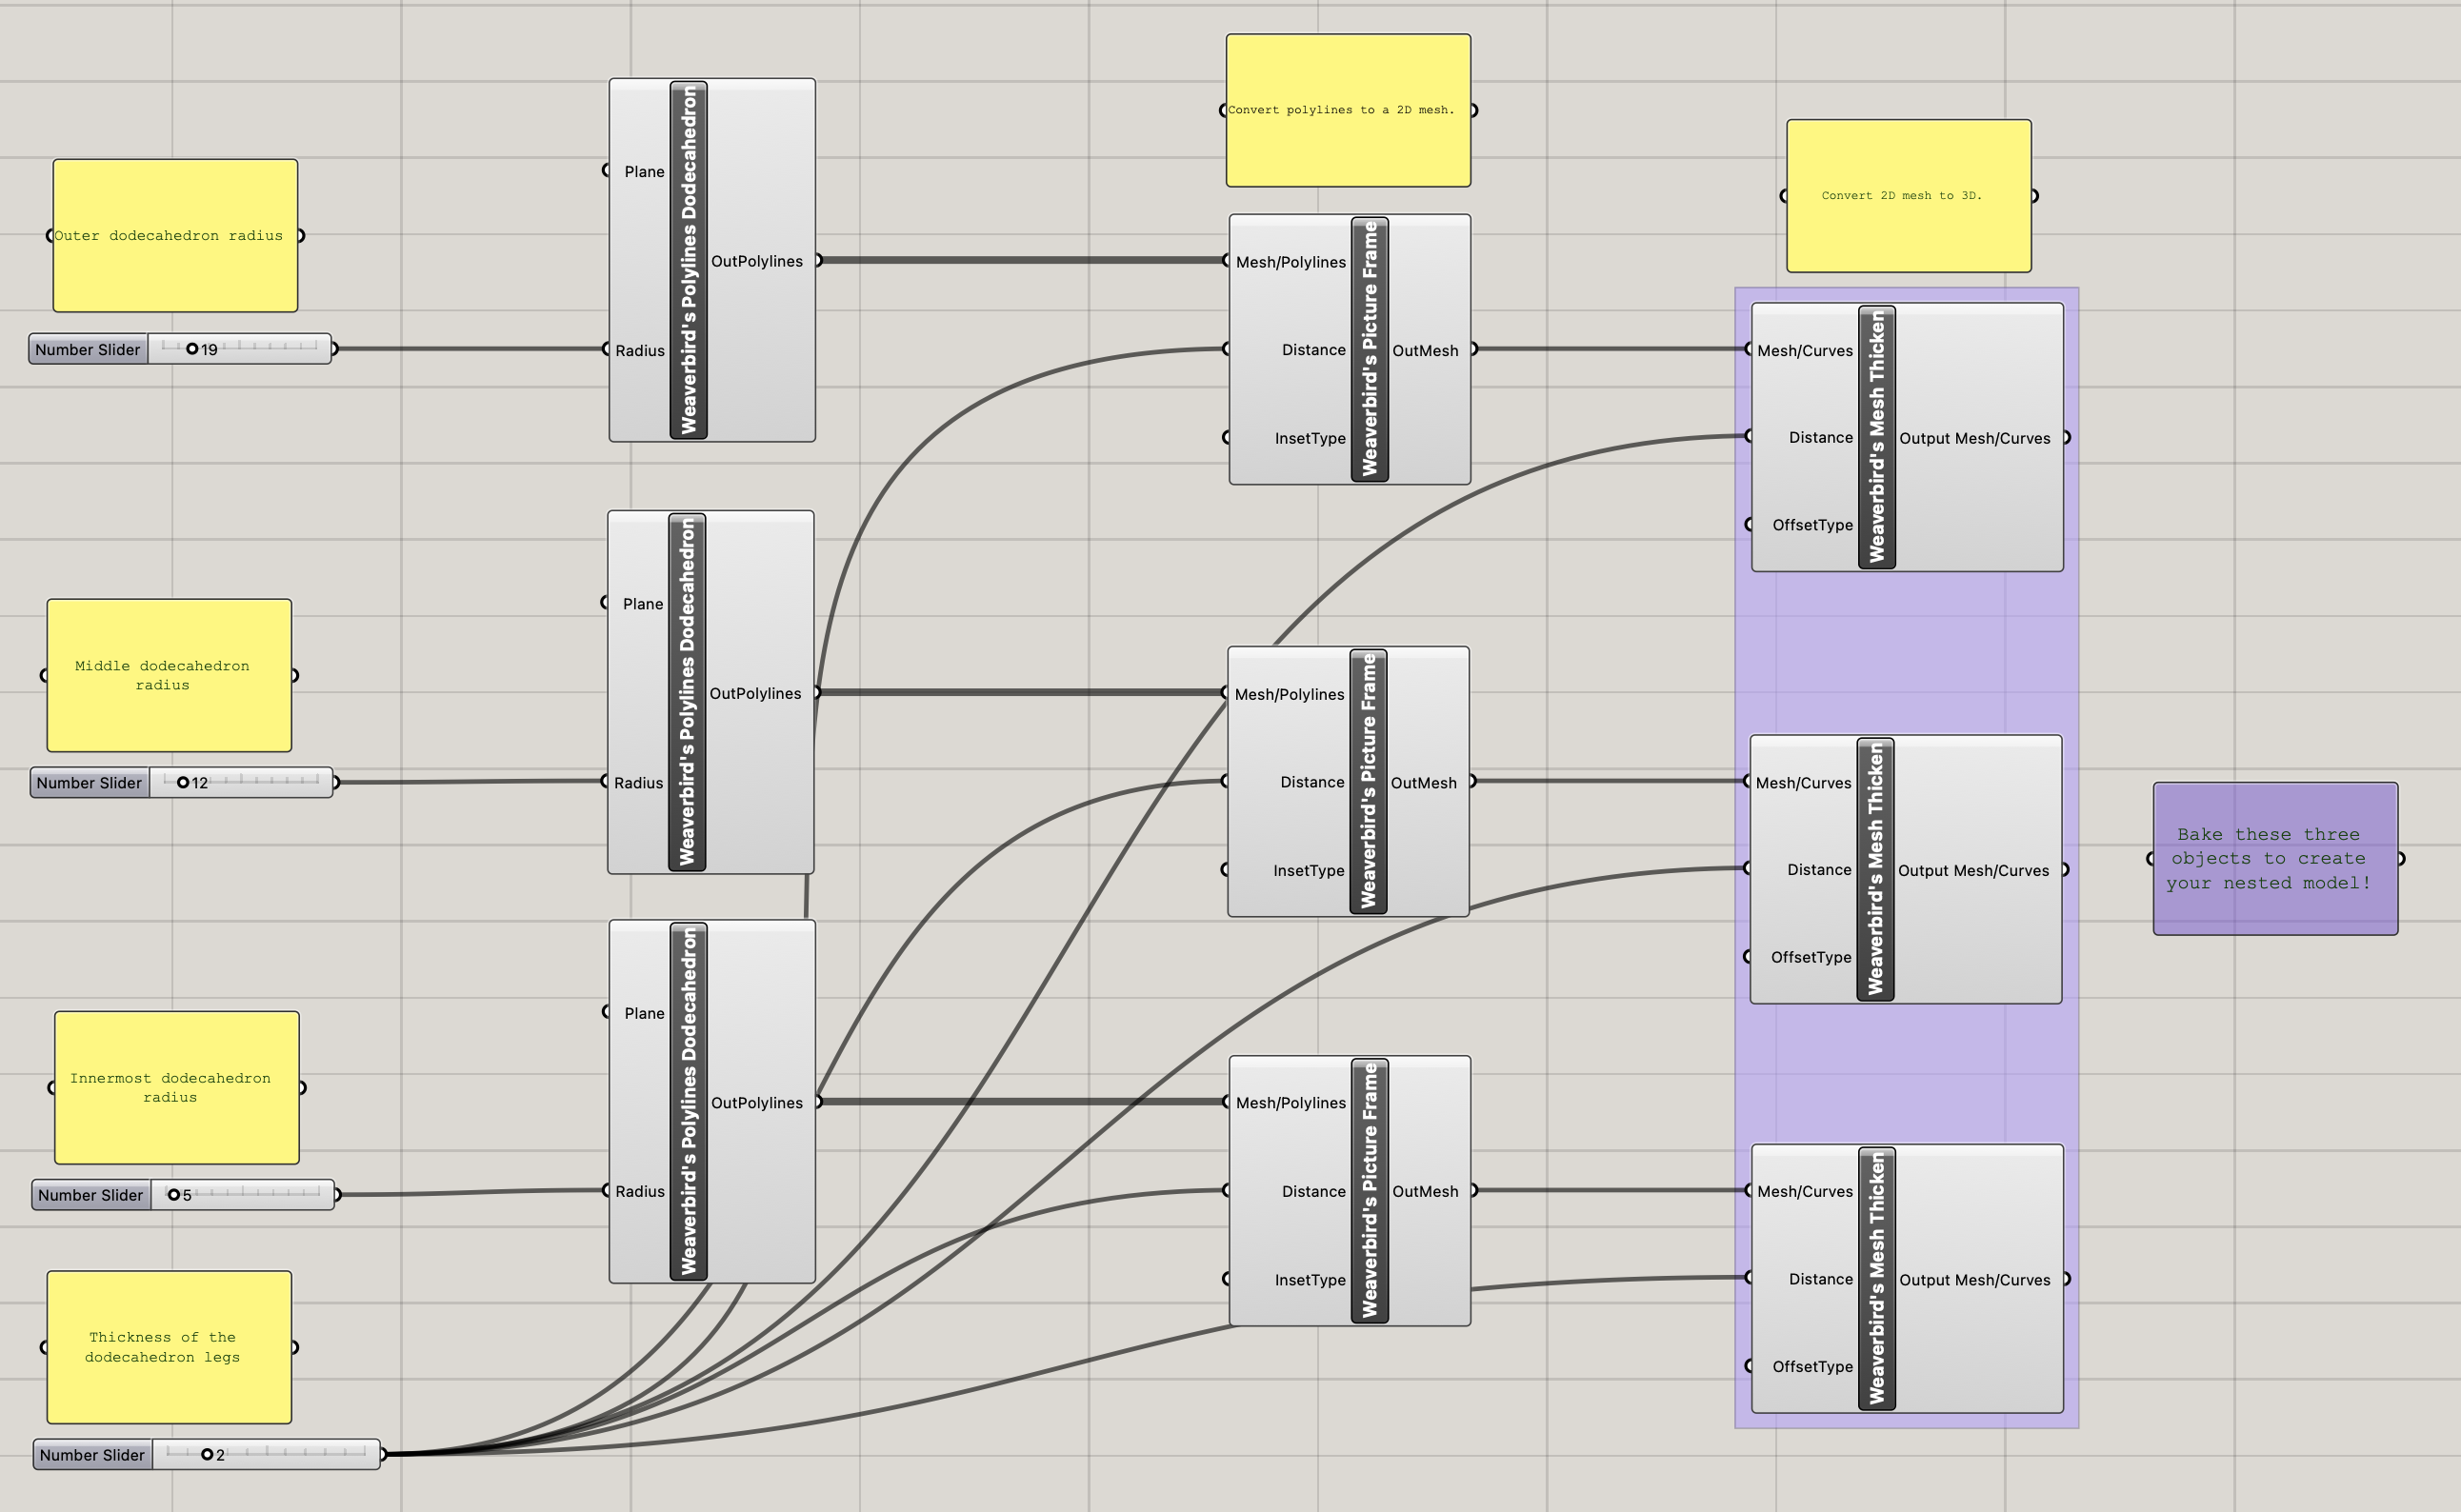 Outer dodecahedron radius
Number Slider
19
Plane
Radius
Weaverbird's Polylines Dodecahedron
OutPolylines
Convert polylines to a 2D mesh.
Mesh/Polylines
Distance
InsetType
Weaverbird's Picture Frame
OutMesh
Convert 2D mesh to 3D.
Mesh/Curves
Distance
OffsetType
Weaverbird's Mesh Thicken
Output Mesh/Curves
Middle dodecahedron
radius
Number Slider
12
Plane
Radius
Weaverbird's Polylines Dodecahedron
OutPolylines
Mesh/Polylines
Distance
InsetType
Weaverbird's Picture Frame
OutMesh
Mesh/Curves
Distance
OffsetType
Weaverbird's Mesh Thicken
Output Mesh/Curves
Bake these three
objects to create
your nested model!
Innermost dodecahedron
radius
Number Slider
5
Plane
Radius
Weaverbird's Polylines Dodecahedron
OutPolylines
Mesh/Polylines
Distance
InsetType
Weaverbird's Picture Frame
OutMesh
Mesh/Curves
Distance
OffsetType
Weaverbird's Mesh Thicken
Output Mesh/Curves
Thickness of the
dodecahedron legs
Number Slider
2